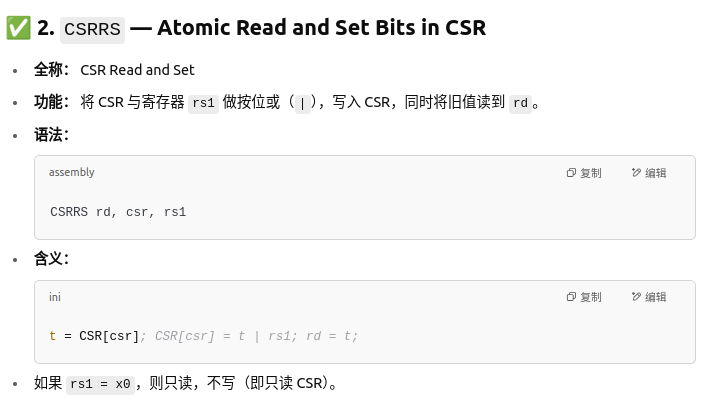 ✅ 2. CSRRS — Atomic Read and Set Bits in CSR
• 全称： CSR Read and Set
• 功能： 将 CSR 与寄存器 rs1 做按位或（|），写入 CSR，同时将旧值读到 rd。
• 语法：
assembly 复制 编辑
CSRRS rd, csr, rs1
• 含义：
ini 复制 编辑
t = CSR[csr]; CSR[csr] = t | rs1; rd = t;
• 如果 rs1 = x0，则只读，不写（即只读 CSR）。